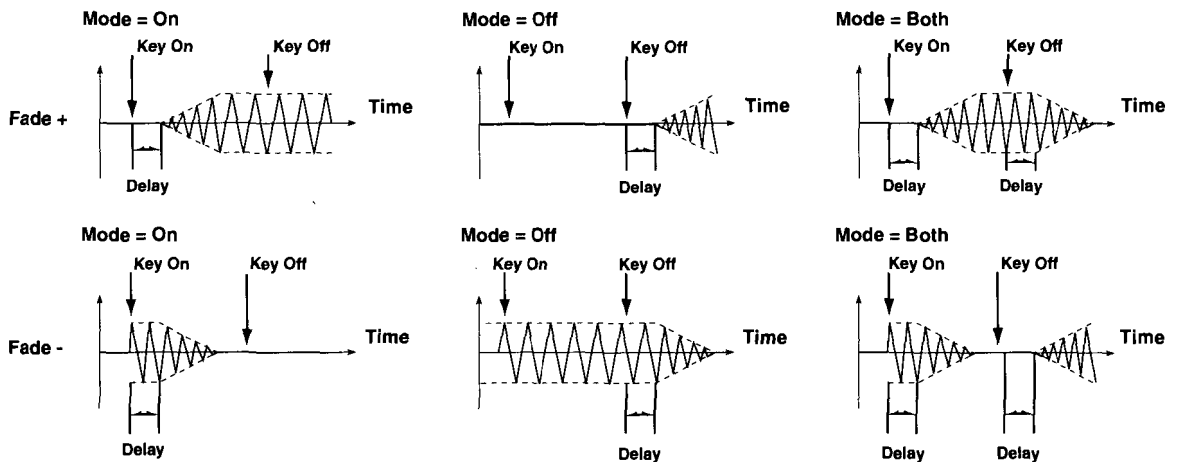 Mode = On
Key On
Key Off
Fade +
Time
Delay
Mode = Off
Key On
Key Off
Time
Delay
Mode = Both
Key On
Key Off
Time
Delay
Delay
Mode = On
Key On
Key Off
Fade -
Time
Delay
Mode = Off
Key On
Key Off
Time
Delay
Mode = Both
Key On
Key Off
Time
Delay
Delay